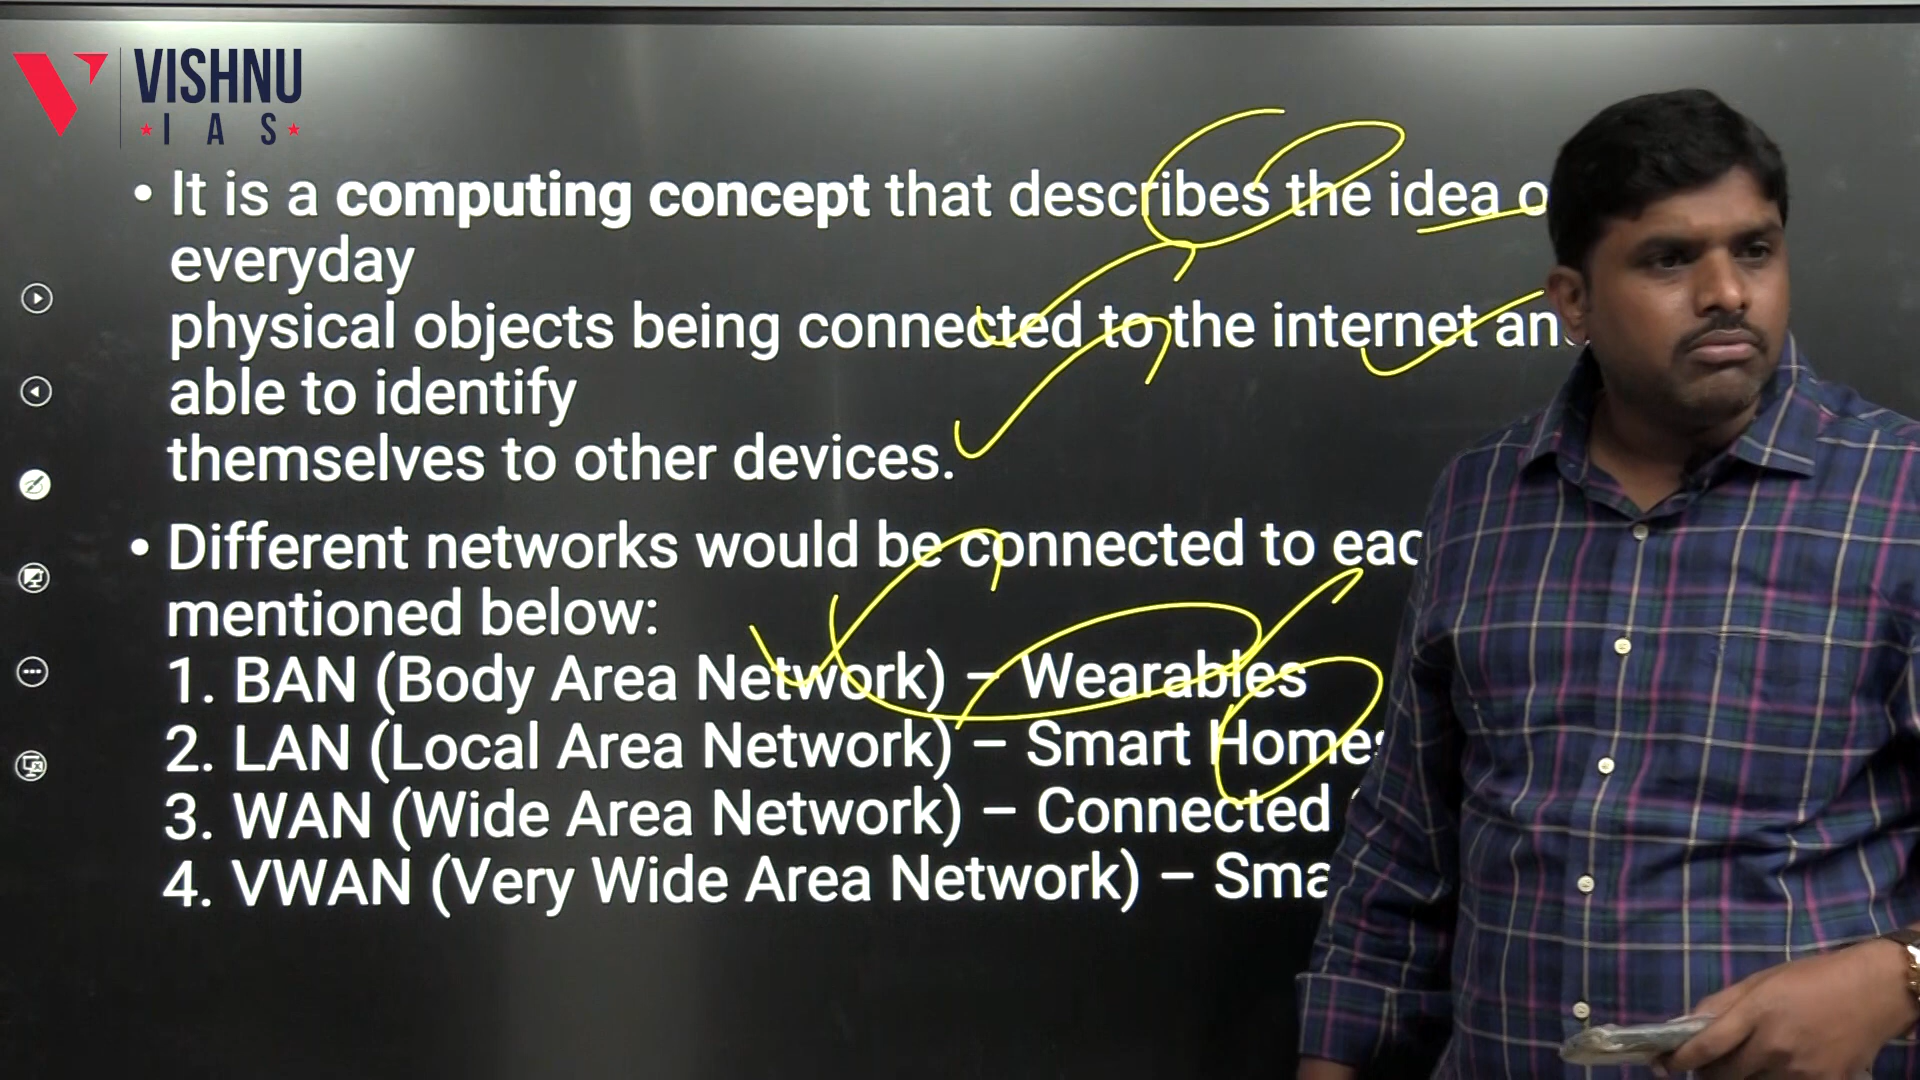 VISHNU
IAS
• It is a computing concept that describes the idea
everyday
physical objects being connected to the internet
able to identify
themselves to other devices.
• Different networks would be connected to
mentioned below:
1. BAN (Body Area Network) – Wearables
2. LAN (Local Area Network) – Smart Homes
3. WAN (Wide Area Network) – Connected
4. VWAN (Very Wide Area Network) –